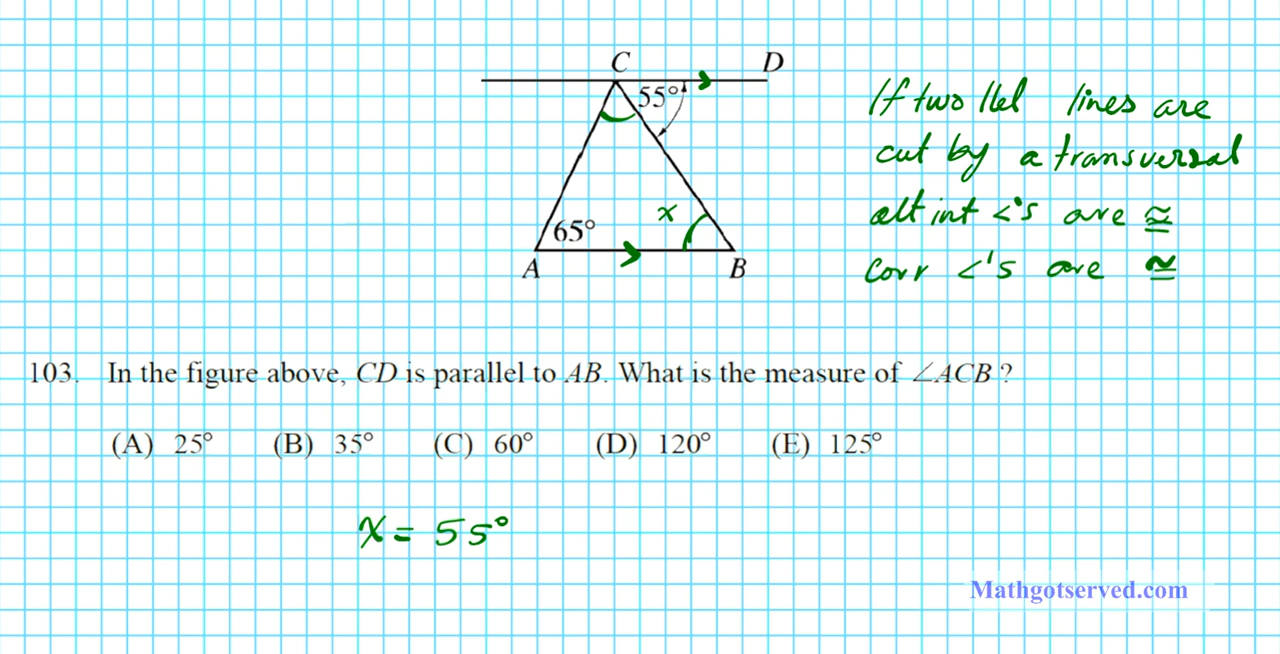 C D
55°
65° x
A B
If two llel lines are
cut by a transversal
alt int <'s are ≅
Corr <'s are ≅
103. In the figure above, CD is parallel to AB. What is the measure of ∠ACB ?
(A) 25° (B) 35° (C) 60° (D) 120° (E) 125°
x = 55°
Mathgotserved.com